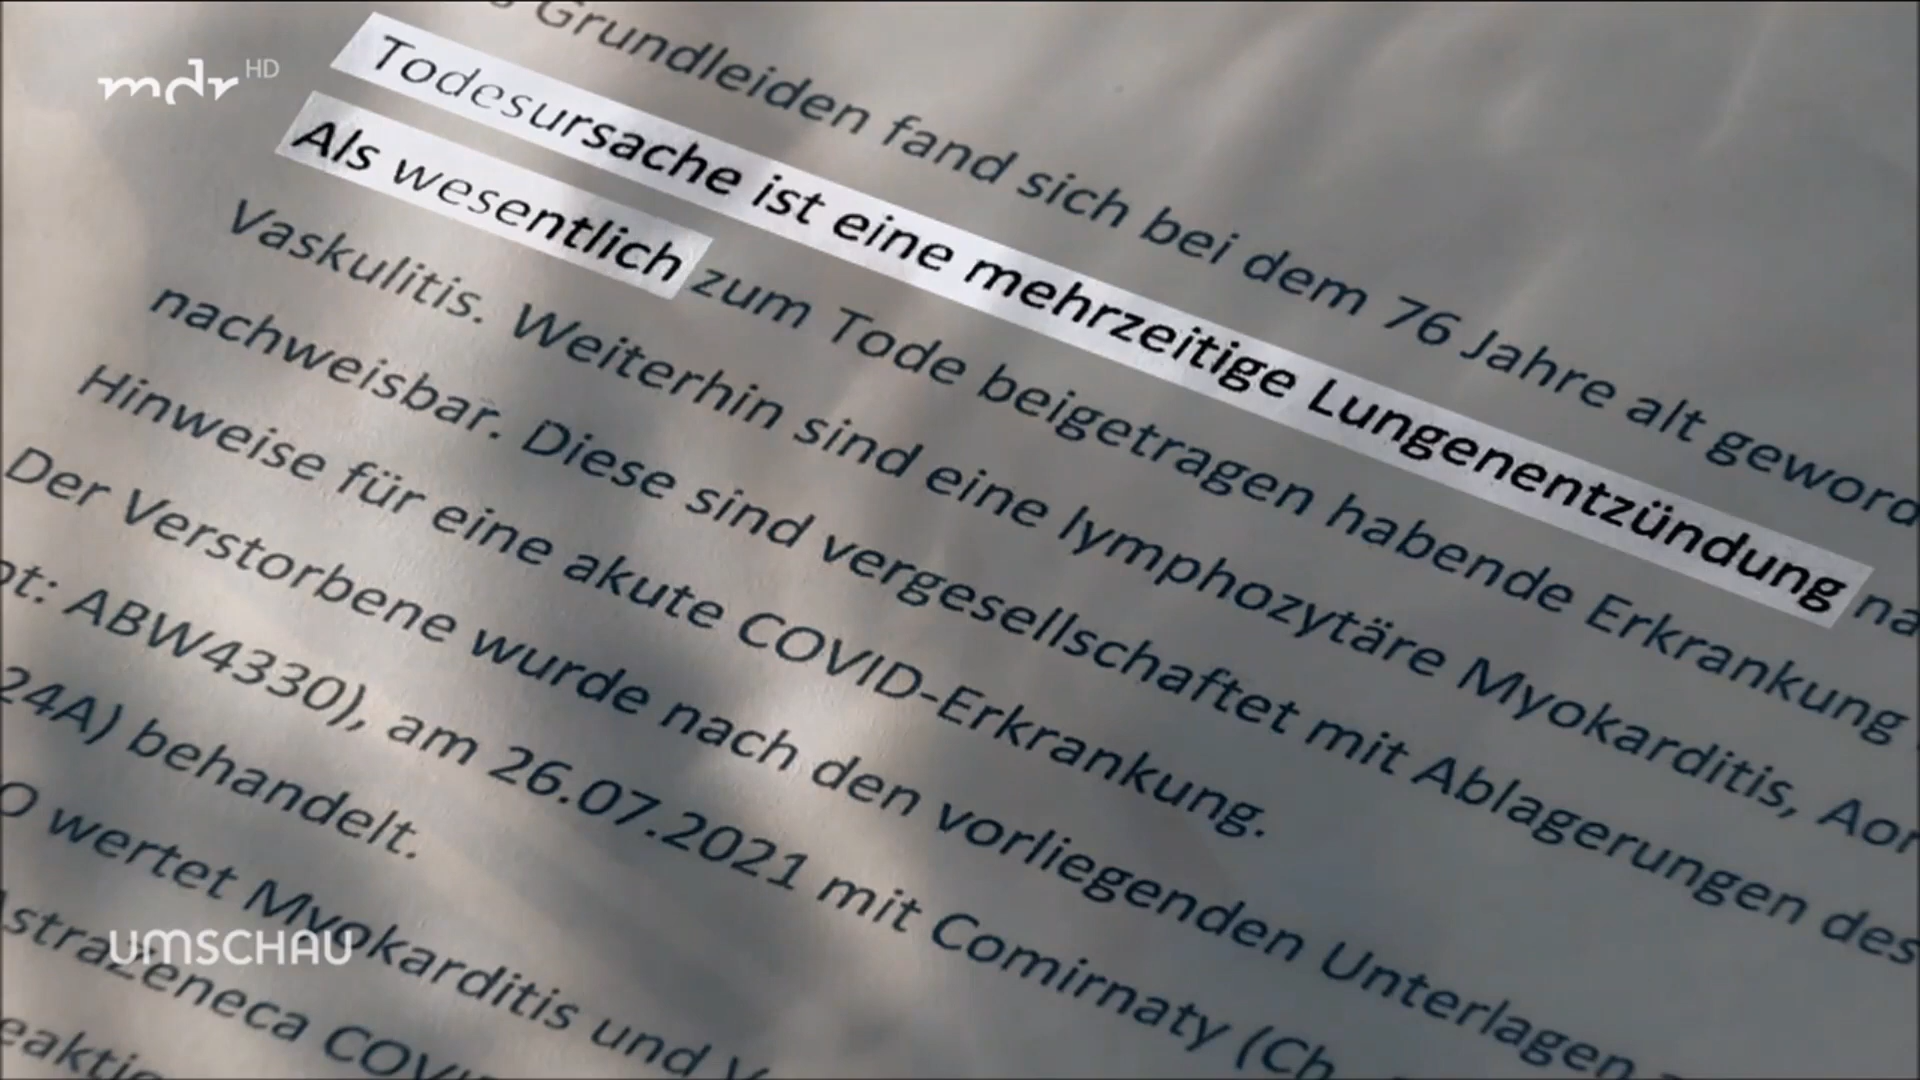 mdr HD
Grundleiden fand sich bei dem 76 Jahre alt geword
Todesursache ist eine mehrzeitige Lungenentzündung na
Als wesentlich zum Tode beigetragen habende Erkrankung
Vaskulitis. Weiterhin sind eine lymphozytäre Myokarditis, Aor
nachweisbar. Diese sind vergesellschaftet mit Ablagerungen des
Hinweise für eine akute COVID-Erkrankung.
Der Verstorbene wurde nach den vorliegenden Unterlagen
ot: ABW4330), am 26.07.2021 mit Comirnaty (Ch.
24A) behandelt.
O wertet Myokarditis und V
AstraZeneca COVI
eaktio
UMSCHAU